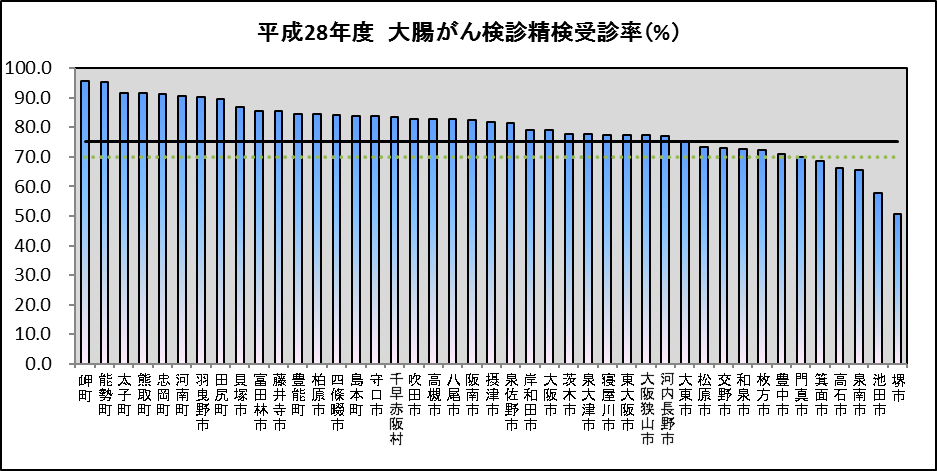 平成28年度 大腸がん検診精検受診率(%)
100.0
90.0
80.0
70.0
60.0
50.0
40.0
30.0
20.0
10.0
0.0
岬町
能勢町
太子町
熊取町
忠岡町
河南町
羽曳野市
田尻町
貝塚市
富田林市
藤井寺市
豊能町
柏原市
四條畷市
島本町
守口市
千早赤阪村
吹田市
高槻市
八尾市
阪南市
摂津市
泉佐野市
岸和田市
大阪市
茨木市
泉大津市
寝屋川市
東大阪市
大阪狭山市
河内長野市
大東市
松原市
交野市
和泉市
枚方市
豊中市
門真市
箕面市
高石市
泉南市
池田市
堺市